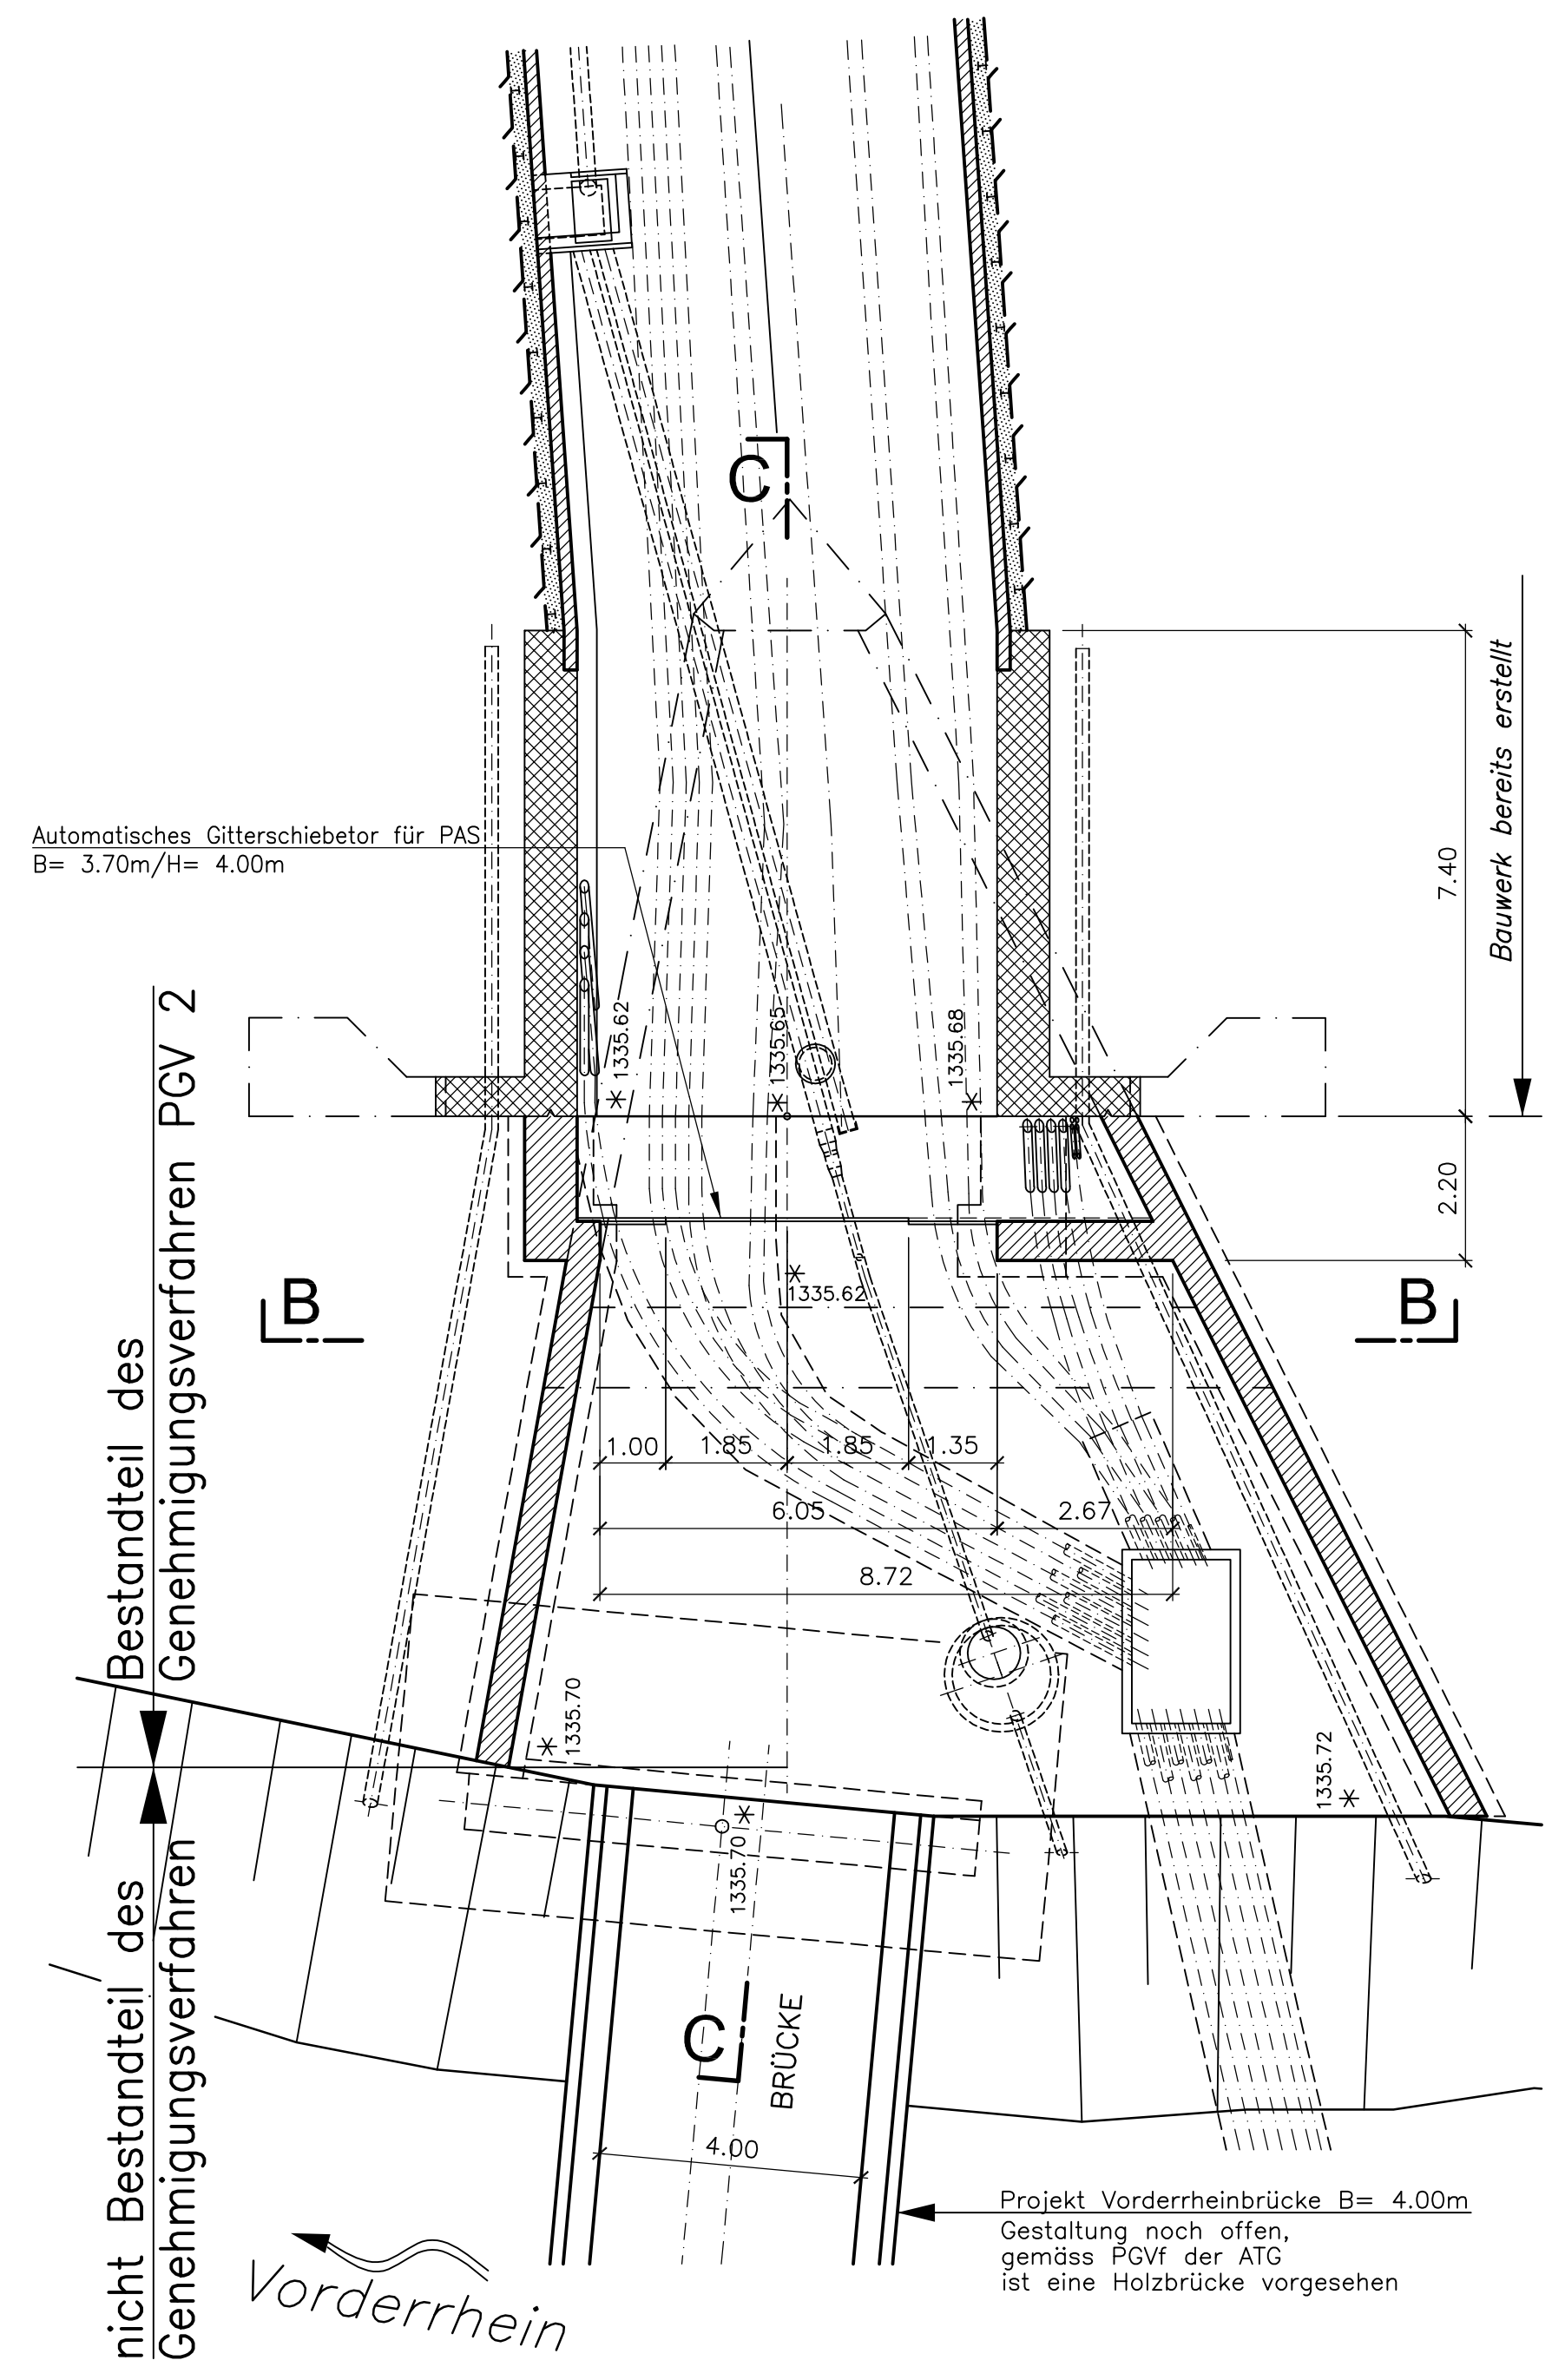 C
Automatisches Gitterschiebetor für PAS
B= 3.70m/H= 4.00m
Bauwerk bereits erstellt
7.40
2.20
1335.62
1335.65
1335.68
Bestandteil des
Genehmigungsverfahren PGV 2
B
B
1335.62
1.00
1.85
1.85
1.35
6.05
2.67
8.72
1335.70
1335.72
1335.70
nicht Bestandteil des
Genehmigungsverfahren
C
BRÜCKE
4.00
Projekt Vorderrheinbrücke B= 4.00m
Gestaltung noch offen,
gemäss PGVf der ATG
ist eine Holzbrücke vorgesehen
Vorderrhein